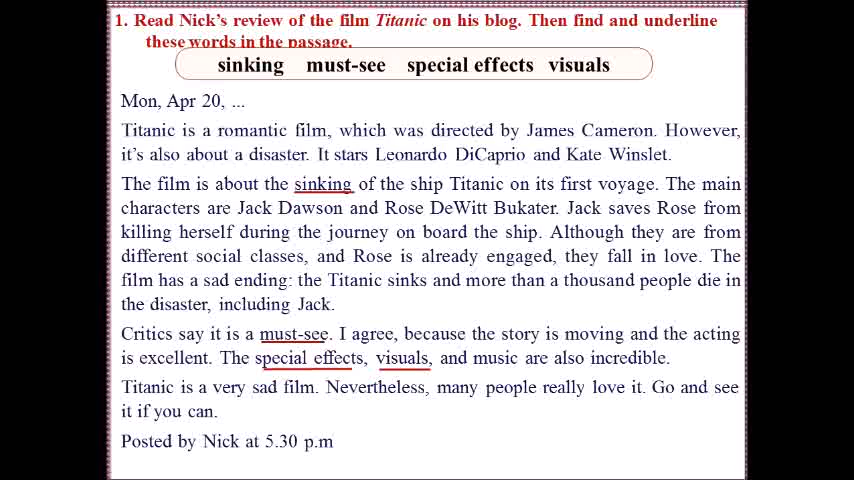 1. Read Nick's review of the film Titanic on his blog. Then find and underline
these words in the passage.
sinking must-see special effects visuals
Mon, Apr 20, ...
Titanic is a romantic film, which was directed by James Cameron. However,
it's also about a disaster. It stars Leonardo DiCaprio and Kate Winslet.
The film is about the sinking of the ship Titanic on its first voyage. The main
characters are Jack Dawson and Rose DeWitt Bukater. Jack saves Rose from
killing herself during the journey on board the ship. Although they are from
different social classes, and Rose is already engaged, they fall in love. The
film has a sad ending: the Titanic sinks and more than a thousand people die in
the disaster, including Jack.
Critics say it is a must-see. I agree, because the story is moving and the acting
is excellent. The special effects, visuals, and music are also incredible.
Titanic is a very sad film. Nevertheless, many people really love it. Go and see
it if you can.
Posted by Nick at 5.30 p.m